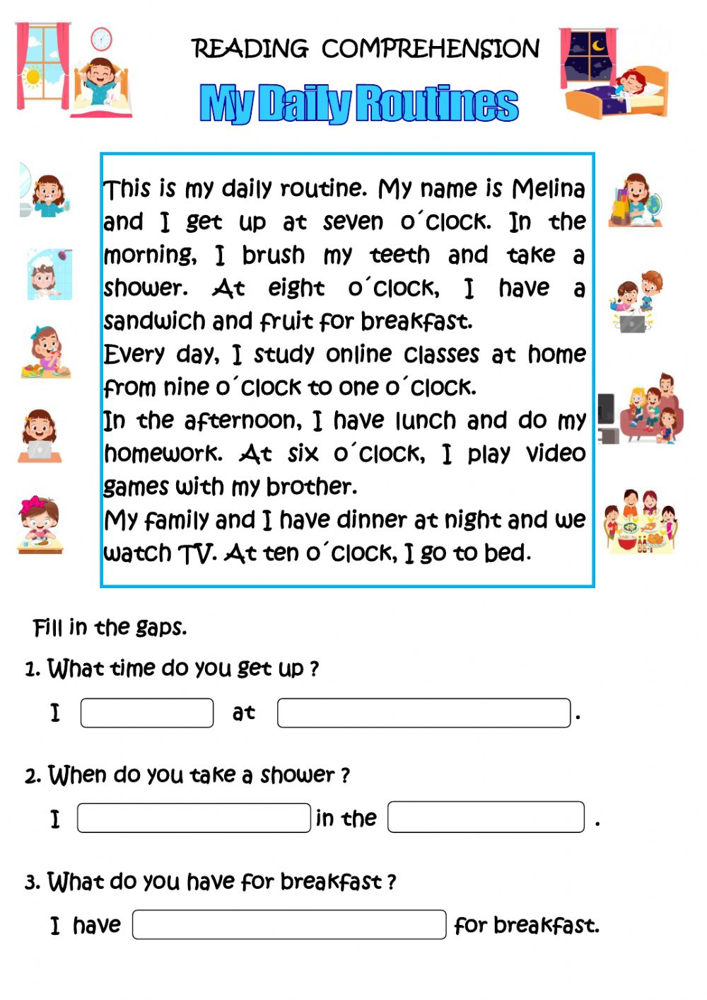 READING COMPREHENSION
My Daily Routines
This is my daily routine. My name is Melina
and I get up at seven o´clock. In the
morning, I brush my teeth and take a
shower. At eight o´clock, I have a
sandwich and fruit for breakfast.
Every day, I study online classes at home
from nine o´clock to one o´clock.
In the afternoon, I have lunch and do my
homework. At six o´clock, I play video
games with my brother.
My family and I have dinner at night and we
watch TV. At ten o´clock, I go to bed.
Fill in the gaps.
1. What time do you get up ?
I at .
2. When do you take a shower ?
I in the .
3. What do you have for breakfast ?
I have for breakfast.